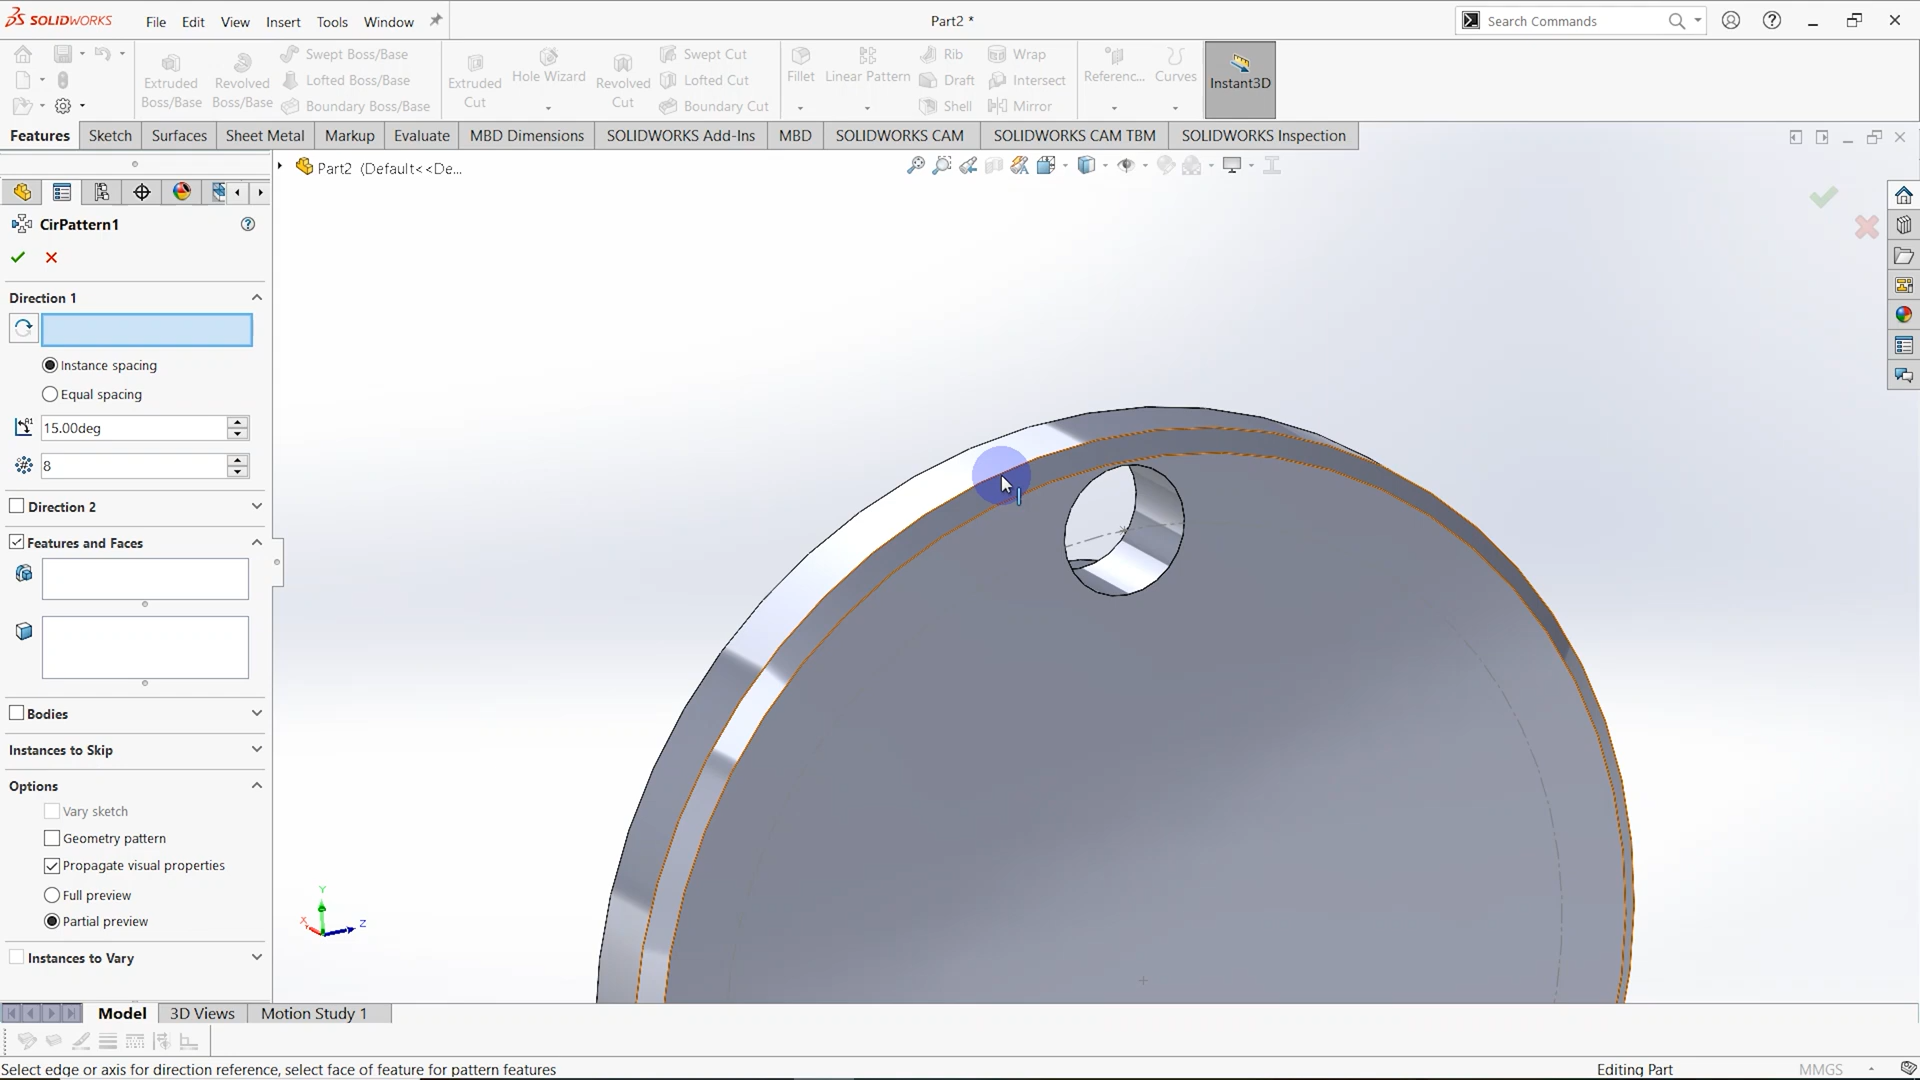 SOLIDWORKS File Edit View Insert Tools Window Part2 * Search Commands
Extruded Boss/Base
Revolved Boss/Base
Swept Boss/Base
Lofted Boss/Base
Boundary Boss/Base
Extruded Cut
Hole Wizard
Revolved Cut
Swept Cut
Lofted Cut
Boundary Cut
Fillet
Linear Pattern
Rib
Draft
Shell
Wrap
Intersect
Mirror
Referenc...
Curves
Instant3D
Features Sketch Surfaces Sheet Metal Markup Evaluate MBD Dimensions SOLIDWORKS Add-Ins MBD SOLIDWORKS CAM SOLIDWORKS CAM TBM SOLIDWORKS Inspection
Part2 (Default<<De...
CirPattern1
Direction 1
Instance spacing
Equal spacing
15.00deg
8
Direction 2
Features and Faces
Bodies
Instances to Skip
Options
Vary sketch
Geometry pattern
Propagate visual properties
Full preview
Partial preview
Instances to Vary
Y
X
Z
Model 3D Views Motion Study 1
Select edge or axis for direction reference, select face of feature for pattern features Editing Part MMGS